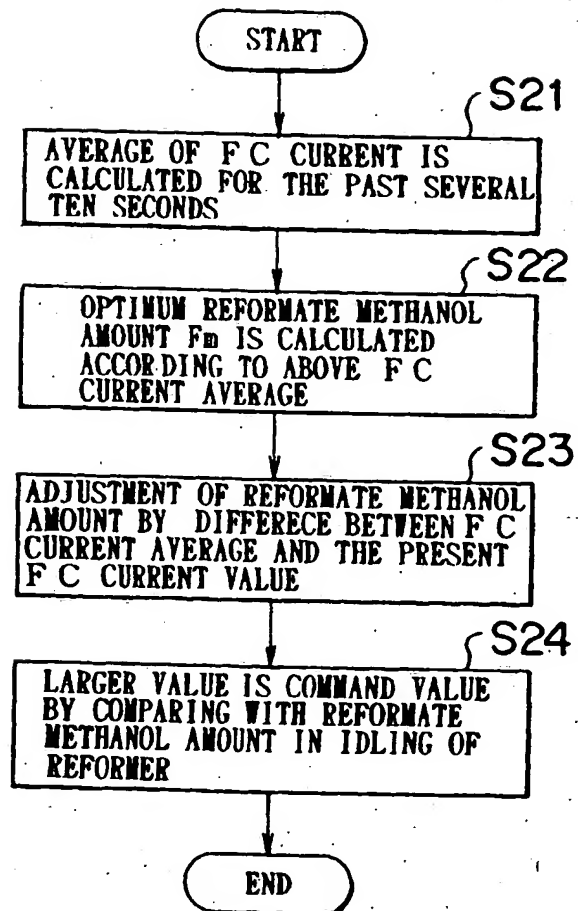 START
S21
AVERAGE OF F C CURRENT IS
CALCULATED FOR THE PAST SEVERAL
TEN SECONDS
S22
OPTIMUM REFORMATE METHANOL
AMOUNT Fm IS CALCULATED
ACCORDING TO ABOVE F C
CURRENT AVERAGE
S23
ADJUSTMENT OF REFORMATE METHANOL
AMOUNT BY DIFFERECE BETWEEN F C
CURRENT AVERAGE AND THE PRESENT
F C CURRENT VALUE
S24
LARGER VALUE IS COMMAND VALUE
BY COMPARING WITH REFORMATE
METHANOL AMOUNT IN IDLING OF
REFORMER
END